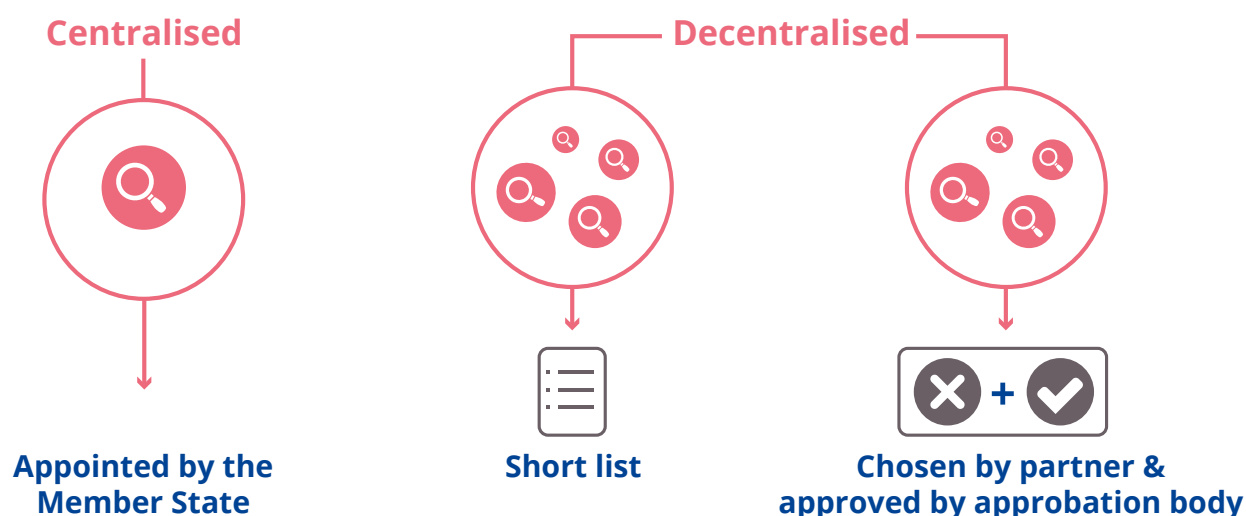 Centralised
Decentralised
+
Appointed by the
Member State
Short list
Chosen by partner &
approved by approbation body